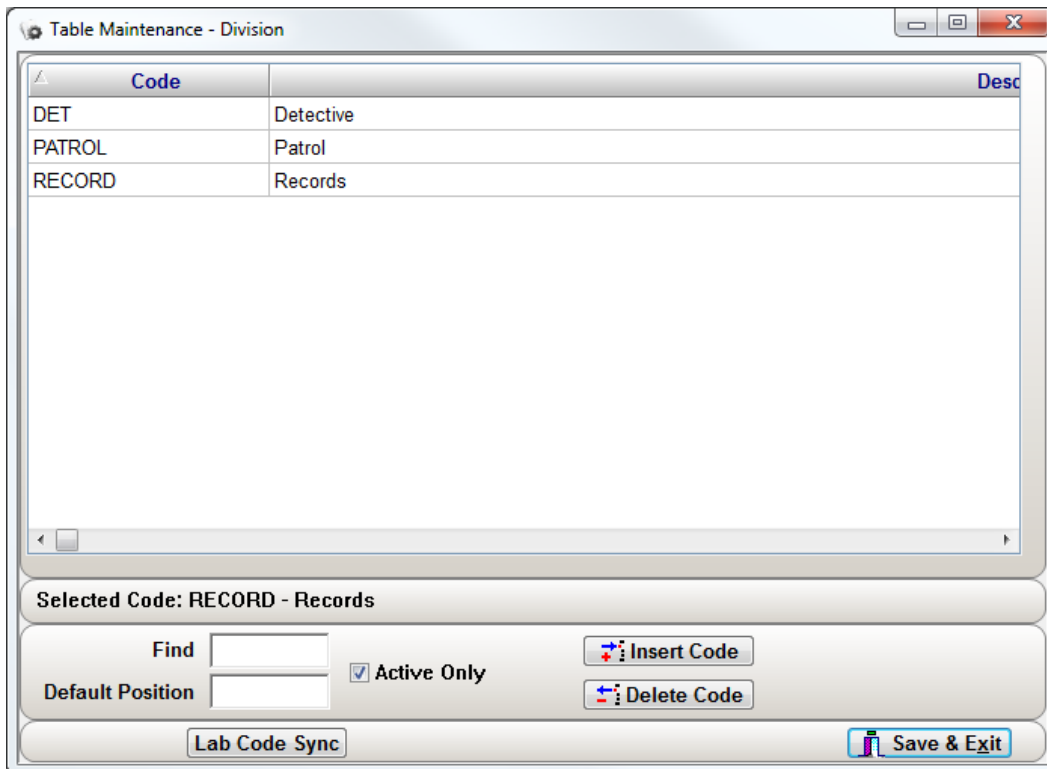 Table Maintenance - Division
Code Desc
DET Detective
PATROL Patrol
RECORD Records
Selected Code: RECORD - Records
Find
Active Only
Insert Code
Default Position
Delete Code
Lab Code Sync
Save & Exit